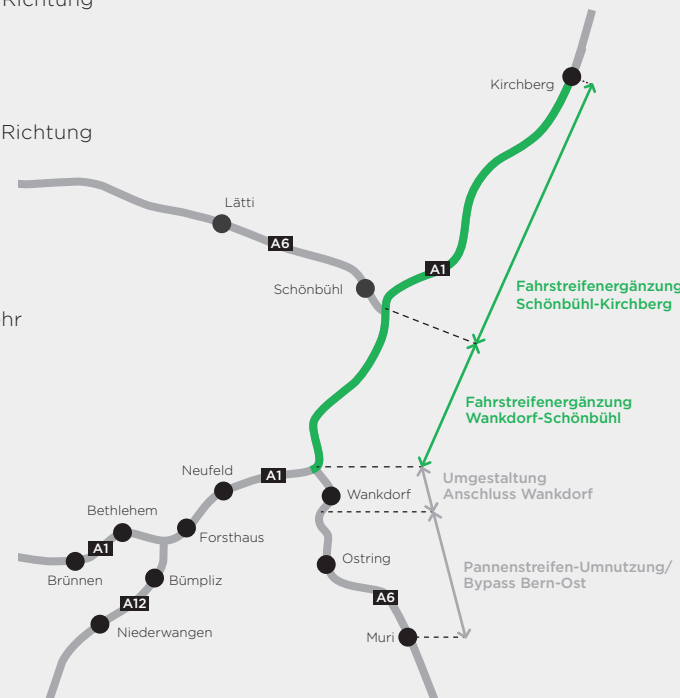 Richtung
Kirchberg
Richtung
Lätti
A6
A1
Schönbühl
Fahrstreifenergänzung
Schönbühl-Kirchberg
hr
Fahrstreifenergänzung
Wankdorf-Schönbühl
Neufeld
A1
Umgestaltung
Anschluss Wankdorf
Wankdorf
Bethlehem
Forsthaus
A1
Ostring
Pannenstreifen-Umnutzung/
Bypass Bern-Ost
Brünnen
Bümpliz
A12
A6
Niederwangen
Muri